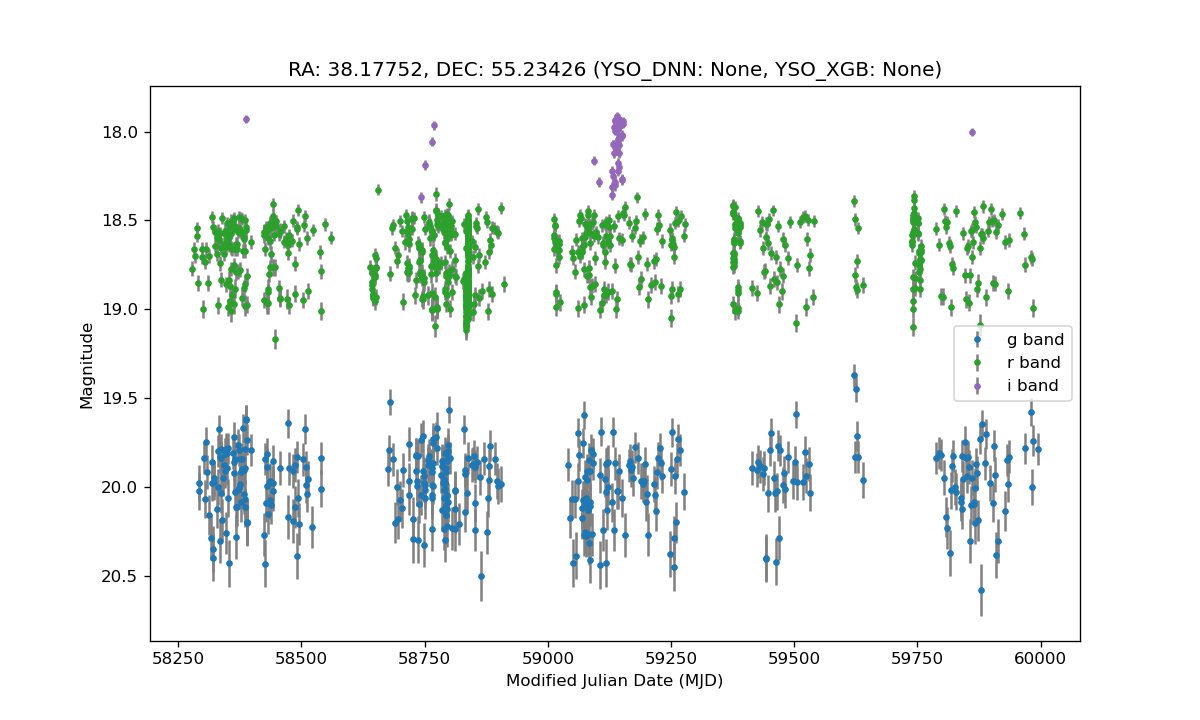 RA: 38.17752, DEC: 55.23426 (YSO_DNN: None, YSO_XGB: None)
18.0
18.5
19.0
19.5
20.0
20.5
Magnitude
g band
r band
i band
58250 58500 58750 59000 59250 59500 59750 60000
Modified Julian Date (MJD)